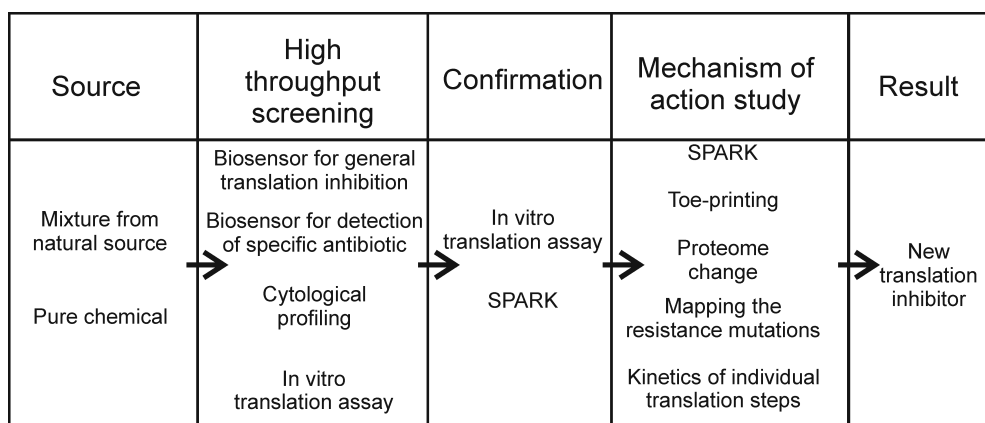 Source
High
throughput
screening
Confirmation
Mechanism of
action study
Result
Mixture from
natural source
Pure chemical
Biosensor for general
translation inhibition
Biosensor for detection
of specific antibiotic
Cytological
profiling
In vitro
translation assay
In vitro
translation assay
SPARK
SPARK
Toe-printing
Proteome
change
Mapping the
resistance mutations
Kinetics of individual
translation steps
New
translation
inhibitor